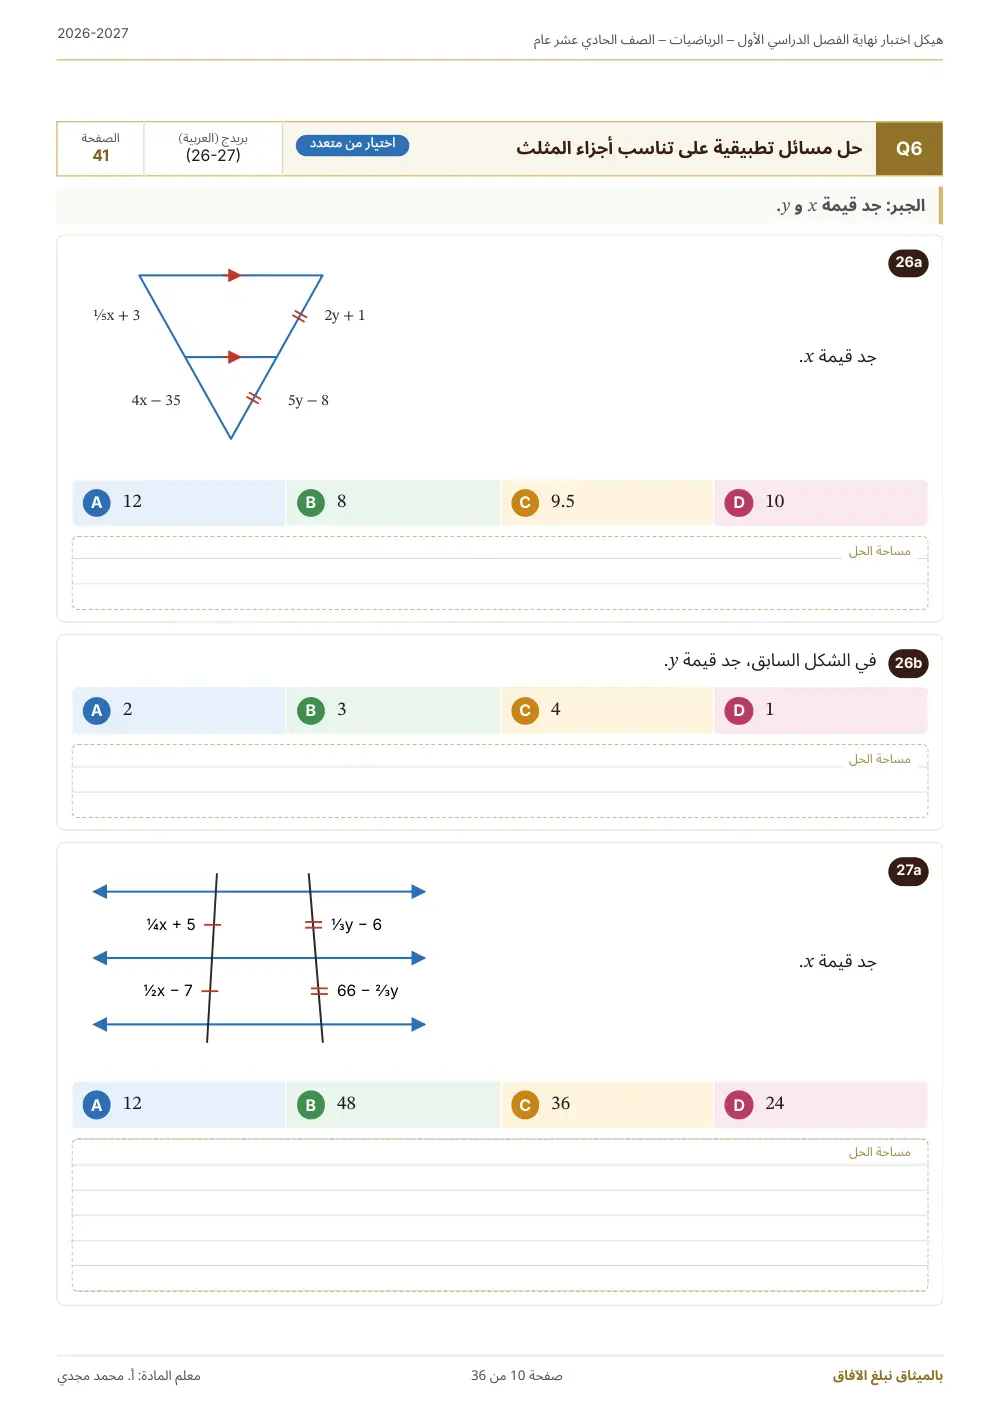 هيكل اختبار نهاية الفصل الدراسي الأول – الرياضيات – الصف الحادي عشر عام
2026-2027
Q6
حل مسائل تطبيقية على تناسب أجزاء المثلث
اختيار من متعدد
بريدج (العربية)
(26-27)
الصفحة
41
الجبر: جد قيمة x و y.
26a
⅕x + 3
2y + 1
4x − 35
5y − 8
جد قيمة x.
A 12
B 8
C 9.5
D 10
مساحة الحل
26b
في الشكل السابق، جد قيمة y.
A 2
B 3
C 4
D 1
مساحة الحل
27a
¼x + 5
⅓y − 6
½x − 7
66 − ⅔y
جد قيمة x.
A 12
B 48
C 36
D 24
مساحة الحل
بالميثاق نبلغ الآفاق
صفحة 10 من 36
معلم المادة: أ. محمد مجدي